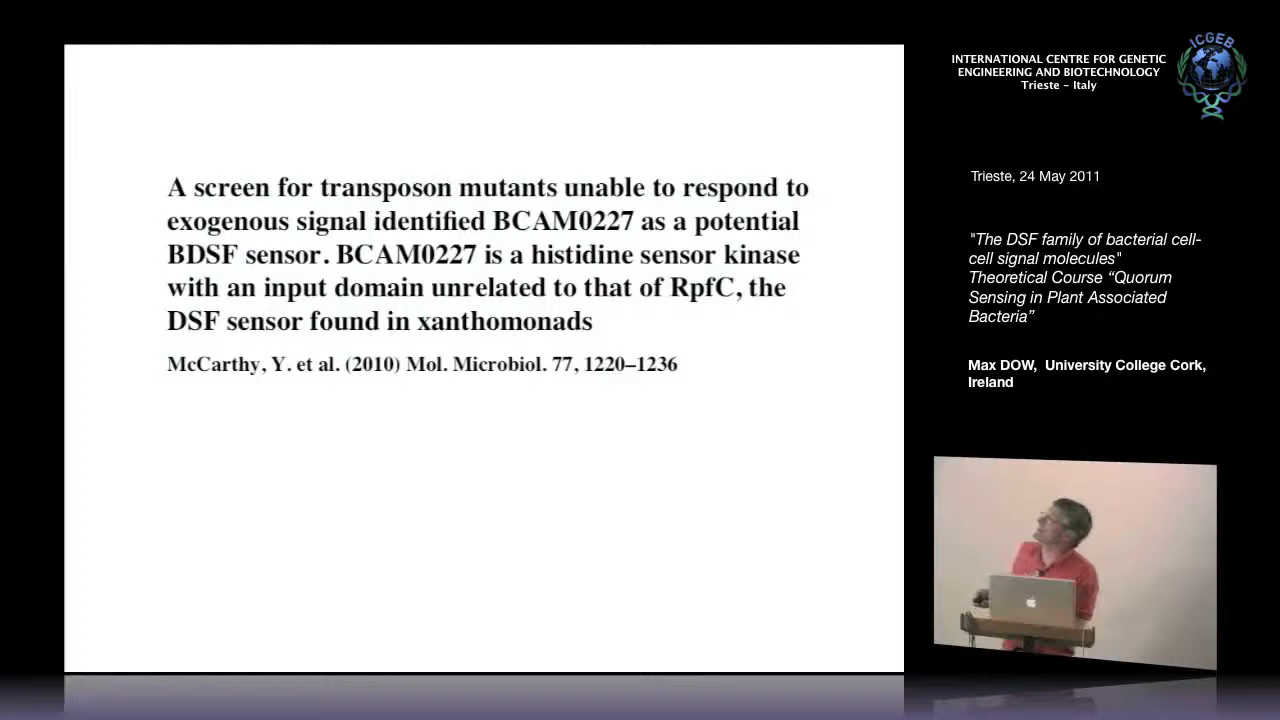 A screen for transposon mutants unable to respond to
exogenous signal identified BCAM0227 as a potential
BDSF sensor. BCAM0227 is a histidine sensor kinase
with an input domain unrelated to that of RpfC, the
DSF sensor found in xanthomonads
McCarthy, Y. et al. (2010) Mol. Microbiol. 77, 1220–1236
INTERNATIONAL CENTRE FOR GENETIC
ENGINEERING AND BIOTECHNOLOGY
Trieste - Italy
ICGEB
Trieste, 24 May 2011
"The DSF family of bacterial cell-
cell signal molecules"
Theoretical Course “Quorum
Sensing in Plant Associated
Bacteria”
Max DOW, University College Cork,
Ireland